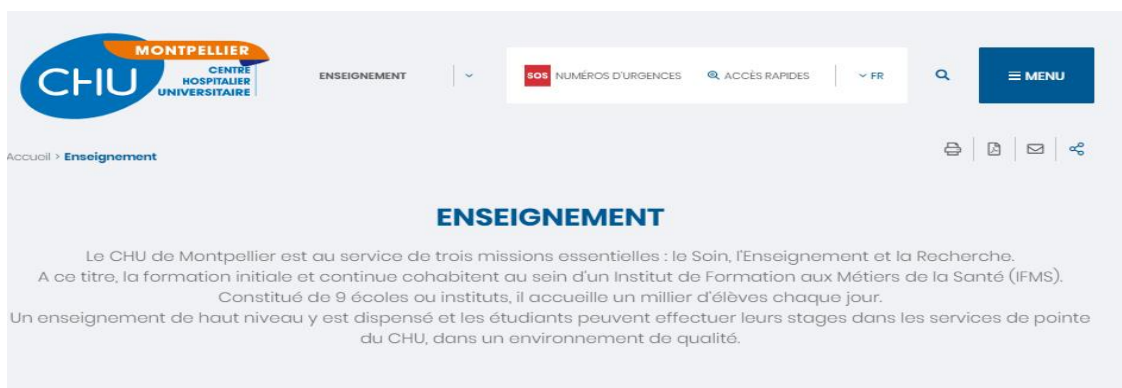 MONTPELLIER
CHU CENTRE
HOSPITALIER
UNIVERSITAIRE
ENSEIGNEMENT
SOS NUMÉROS D'URGENCES
ACCÈS RAPIDES
FR
MENU
Accueil > Enseignement
ENSEIGNEMENT
Le CHU de Montpellier est au service de trois missions essentielles : le Soin, l'Enseignement et la Recherche.
A ce titre, la formation initiale et continue cohabitent au sein d'un Institut de Formation aux Métiers de la Santé (IFMS).
Constitué de 9 écoles ou instituts, il accueille un millier d'élèves chaque jour.
Un enseignement de haut niveau y est dispensé et les étudiants peuvent effectuer leurs stages dans les services de pointe
du CHU, dans un environnement de qualité.